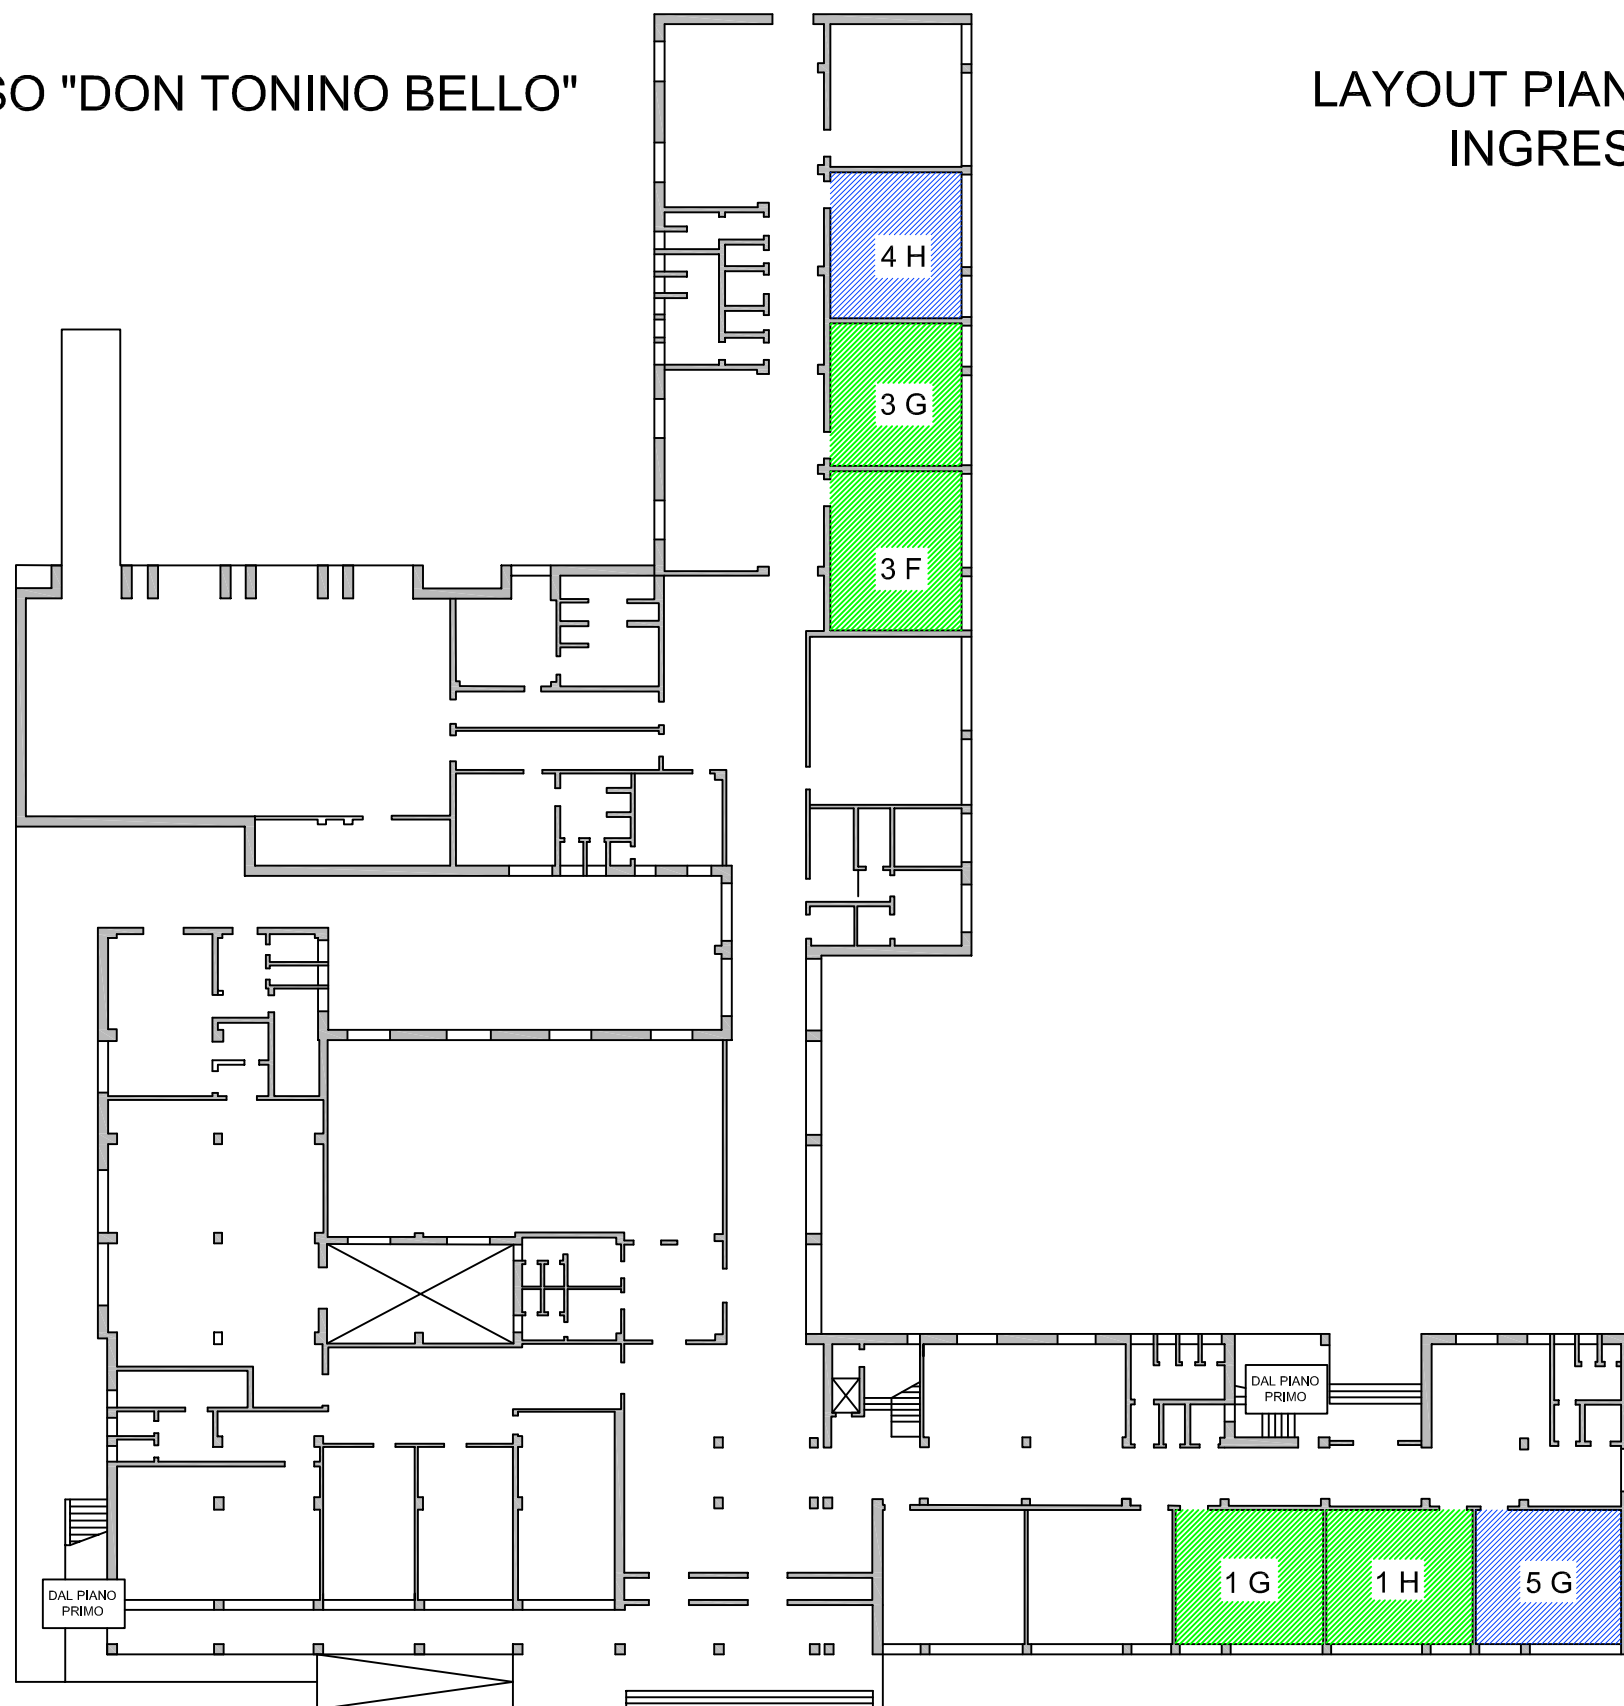 SO "DON TONINO BELLO"
LAYOUT PIAN
INGRES
4 H
3 G
3 F
DAL PIANO
PRIMO
1 G
1 H
5 G
DAL PIANO
PRIMO